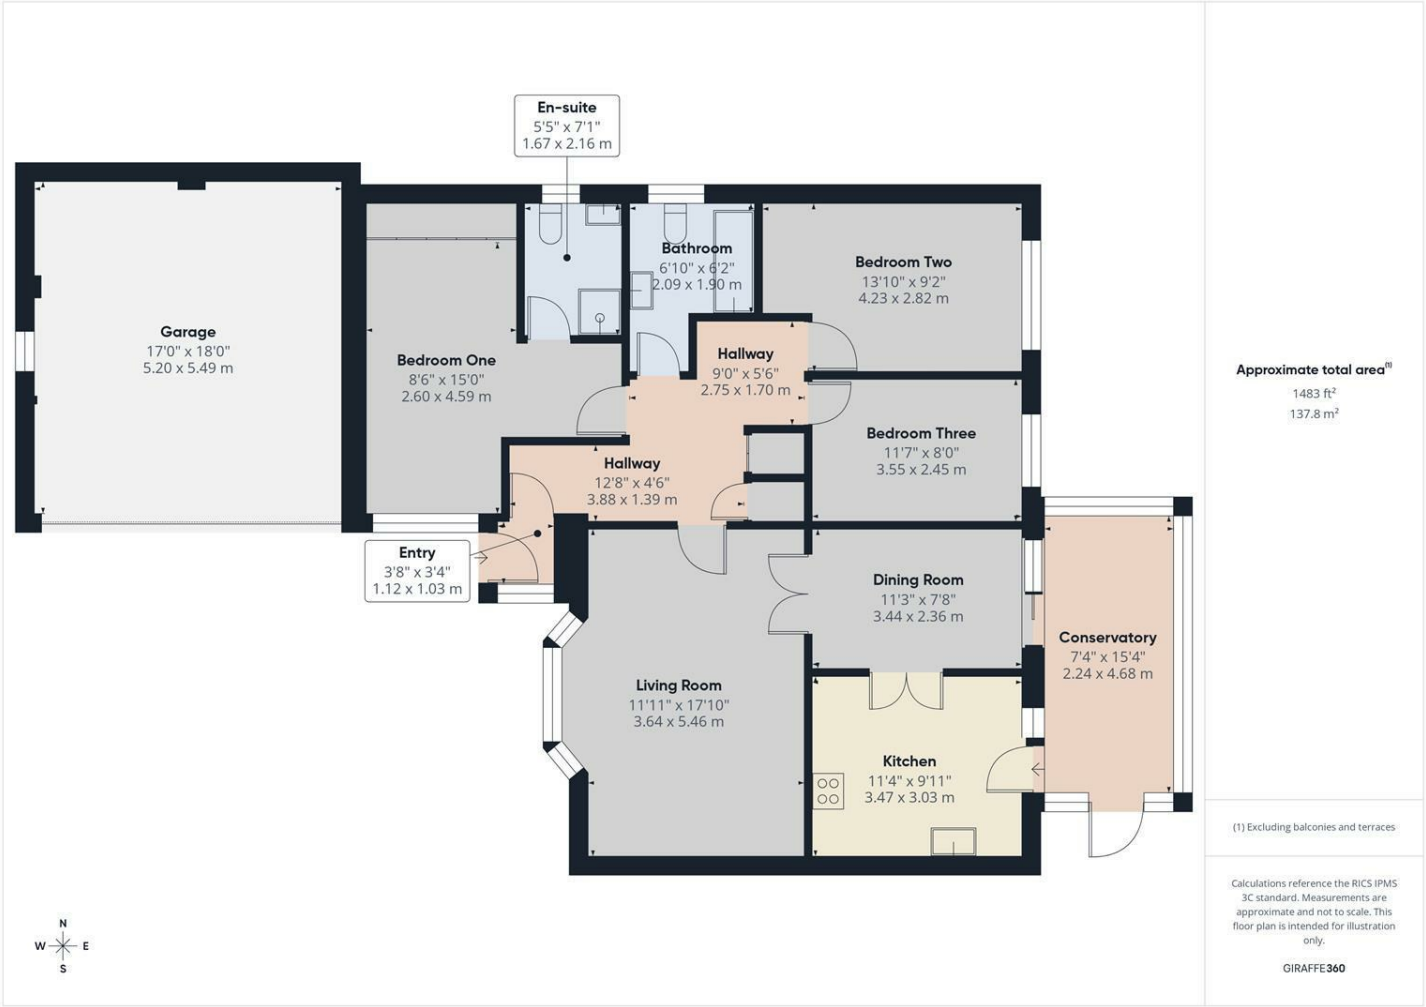 En-suite
5'5" x 7'1"
1.67 x 2.16 m
Garage
17'0" x 18'0"
5.20 x 5.49 m
Bedroom One
8'6" x 15'0"
2.60 x 4.59 m
Bathroom
6'10" x 6'2"
2.09 x 1.90 m
Bedroom Two
13'10" x 9'2"
4.23 x 2.82 m
Hallway
9'0" x 5'6"
2.75 x 1.70 m
Bedroom Three
11'7" x 8'0"
3.55 x 2.45 m
Hallway
12'8" x 4'6"
3.88 x 1.39 m
Entry
3'8" x 3'4"
1.12 x 1.03 m
Dining Room
11'3" x 7'8"
3.44 x 2.36 m
Conservatory
7'4" x 15'4"
2.24 x 4.68 m
Living Room
11'11" x 17'10"
3.64 x 5.46 m
Kitchen
11'4" x 9'11"
3.47 x 3.03 m
N
W E
S
Approximate total area(1)
1483 ft²
137.8 m²
(1) Excluding balconies and terraces
Calculations reference the RICS IPMS
3C standard. Measurements are
approximate and not to scale. This
floor plan is intended for illustration
only.
GIRAFFE360